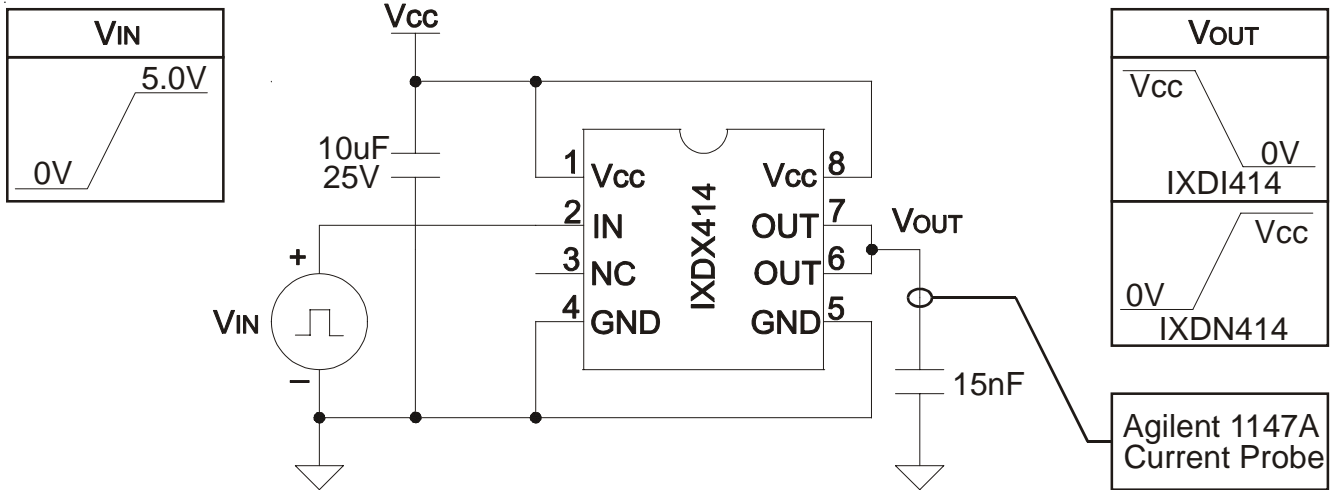 VIN
5.0V
0V
Vcc
10uF
25V
1
Vcc
Vcc
8
2
IN
OUT
7
VOUT
3
NC
OUT
6
4
GND
GND
5
IXDX414
+
VIN
–
15nF
VOUT
Vcc
0V
IXDI414
Vcc
0V
IXDN414
Agilent 1147A
Current Probe